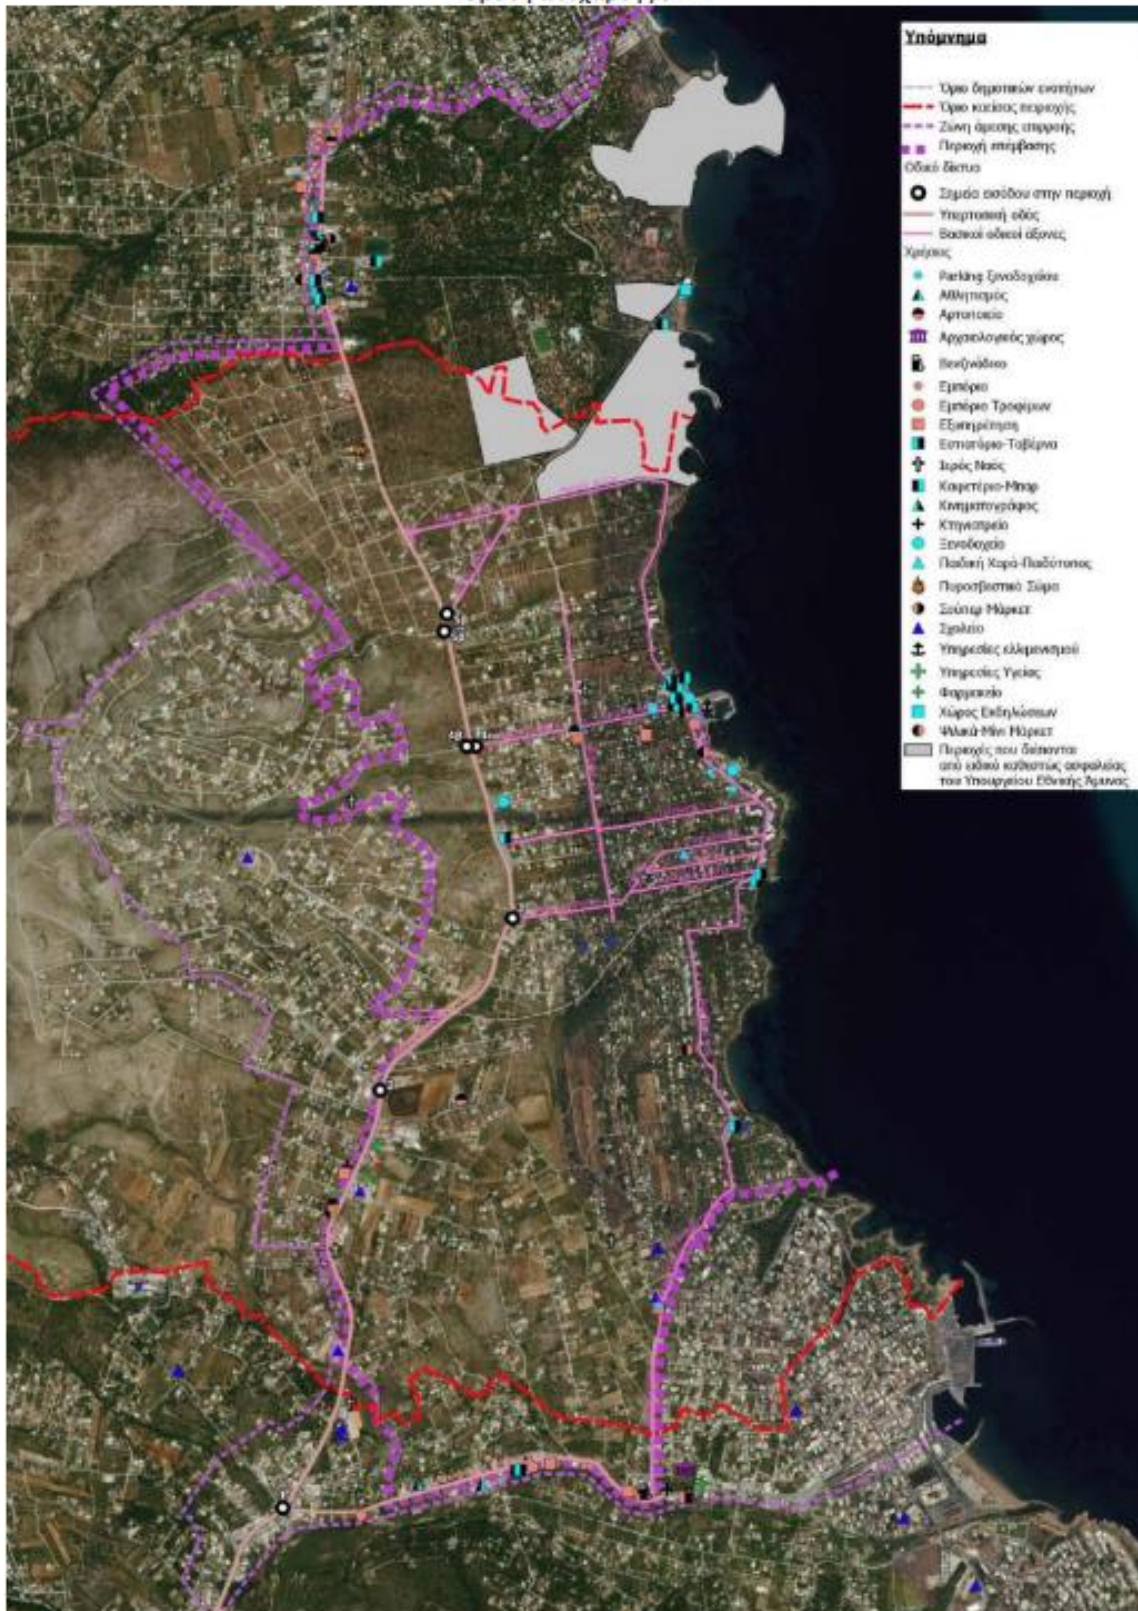 Υπόμνημα
Όριο δημοτικών ενοτήτων
Όριο καείσας περιοχής
Ζώνη άμεσης επιρροής
Περιοχή επέμβασης
Οδικό δίκτυο
Σημεία εισόδου στην περιοχή
Υπερτοπική οδός
Βασικοί οδικοί άξονες
Χρήσεις
Parking ξενοδοχείου
Αθλητισμός
Αρτοποιείο
Αρχαιολογικός χώρος
Βενζινάδικο
Εμπόριο
Εμπόριο Τροφίμων
Εξυπηρέτηση
Εστιατόριο-Ταβέρνα
Ιερός Ναός
Καφετέρια-Μπαρ
Κινηματογράφος
Κτηνιατρείο
Ξενοδοχείο
Παιδική Χαρά-Παιδότοπος
Πυροσβεστικό Σώμα
Σούπερ Μάρκετ
Σχολείο
Υπηρεσίες ελλιμενισμού
Υπηρεσίες Υγείας
Φαρμακείο
Χώρος Εκδηλώσεων
Ψιλικά-Μίνι Μάρκετ
Περιοχές που διέπονται
από ειδικό καθεστώς ασφαλείας
του Υπουργείου Εθνικής Άμυνας